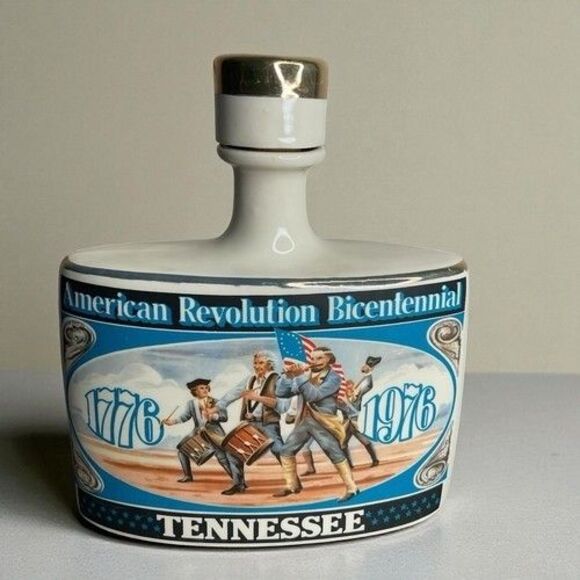 American Revolution Bicentennial
1776 1976
TENNESSEE